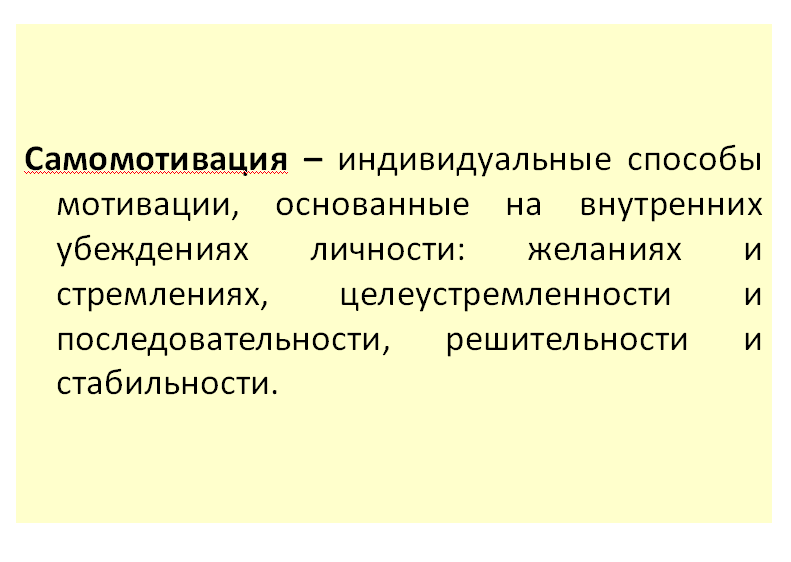 Самомотивация – индивидуальные способы
мотивации, основанные на внутренних
убеждениях личности: желаниях и
стремлениях, целеустремленности и
последовательности, решительности и
стабильности.